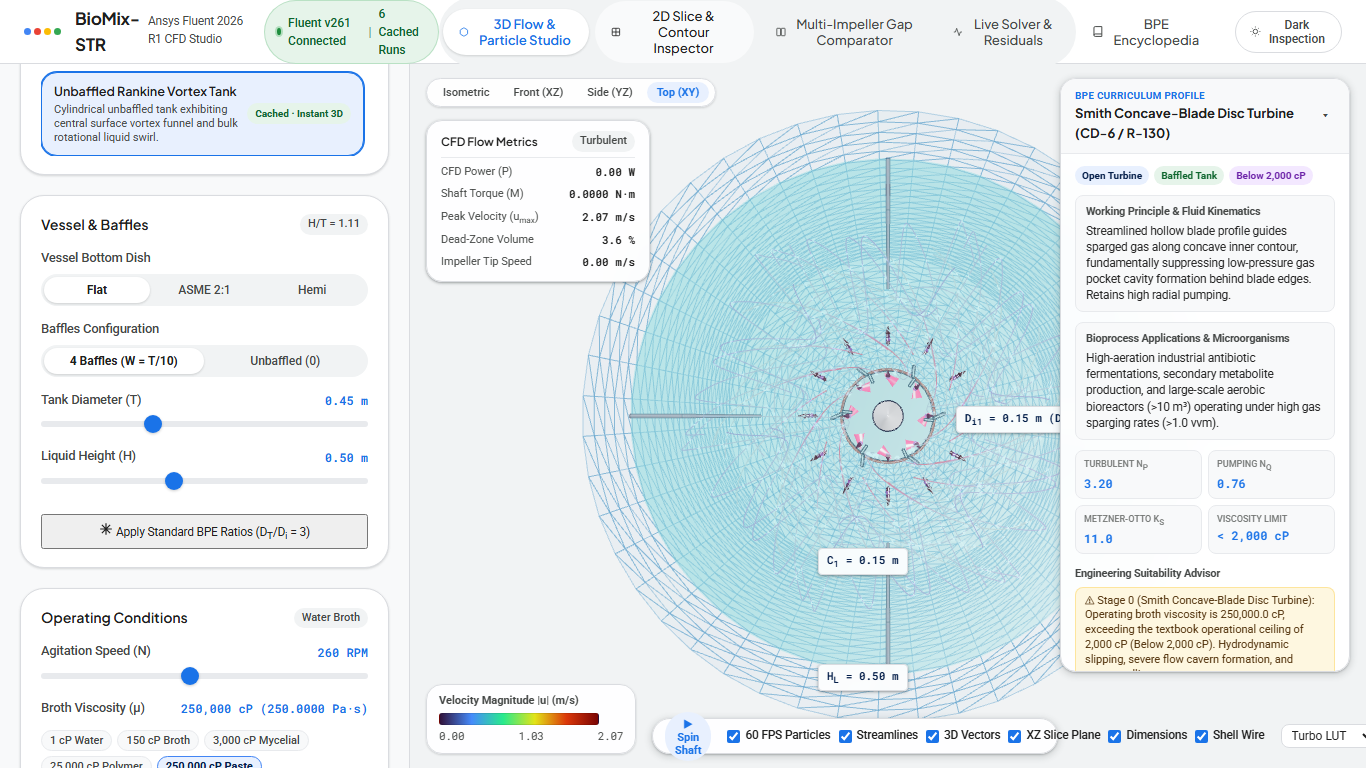 BioMix-STR
Ansys Fluent 2026 R1 CFD Studio
Fluent v261 Connected
| 6 Cached Runs
3D Flow & Particle Studio
2D Slice & Contour Inspector
Multi-Impeller Gap Comparator
Live Solver & Residuals
BPE Encyclopedia
Dark Inspection
Unbaffled Rankine Vortex Tank
Cylindrical unbaffled tank exhibiting
central surface vortex funnel and bulk
rotational liquid swirl.
Cached · Instant 3D
Vessel & Baffles
H/T = 1.11
Vessel Bottom Dish
Flat
ASME 2:1
Hemi
Baffles Configuration
4 Baffles (W = T/10)
Unbaffled (0)
Tank Diameter (T)
0.45 m
Liquid Height (H)
0.50 m
Apply Standard BPE Ratios (DT/Di = 3)
Operating Conditions
Water Broth
Agitation Speed (N)
260 RPM
Broth Viscosity (μ)
250,000 cP (250.0000 Pa·s)
1 cP Water
150 cP Broth
3,000 cP Mycelial
25,000 cP Polymer
250,000 cP Paste
Isometric
Front (XZ)
Side (YZ)
Top (XY)
CFD Flow Metrics
Turbulent
CFD Power (P)
0.00 W
Shaft Torque (M)
0.0000 N·m
Peak Velocity (umax)
2.07 m/s
Dead-Zone Volume
3.6 %
Impeller Tip Speed
0.00 m/s
Di1 = 0.15 m (D
C1 = 0.15 m
HL = 0.50 m
Velocity Magnitude |u| (m/s)
0.00
1.03
2.07
▶ Spin Shaft
60 FPS Particles
Streamlines
3D Vectors
XZ Slice Plane
Dimensions
Shell Wire
Turbo LUT
BPE CURRICULUM PROFILE
Smith Concave-Blade Disc Turbine
(CD-6 / R-130)
Open Turbine
Baffled Tank
Below 2,000 cP
Working Principle & Fluid Kinematics
Streamlined hollow blade profile guides
sparged gas along concave inner contour,
fundamentally suppressing low-pressure gas
pocket cavity formation behind blade edges.
Retains high radial pumping.
Bioprocess Applications & Microorganisms
High-aeration industrial antibiotic
fermentations, secondary metabolite
production, and large-scale aerobic
bioreactors (>10 m³) operating under high gas
sparging rates (>1.0 vvm).
TURBULENT NP
3.20
PUMPING NQ
0.76
METZNER-OTTO KS
11.0
VISCOSITY LIMIT
< 2,000 cP
Engineering Suitability Advisor
⚠ Stage 0 (Smith Concave-Blade Disc Turbine):
Operating broth viscosity is 250,000.0 cP,
exceeding the textbook operational ceiling of
2,000 cP (Below 2,000 cP). Hydrodynamic
slipping, severe flow cavern formation, and